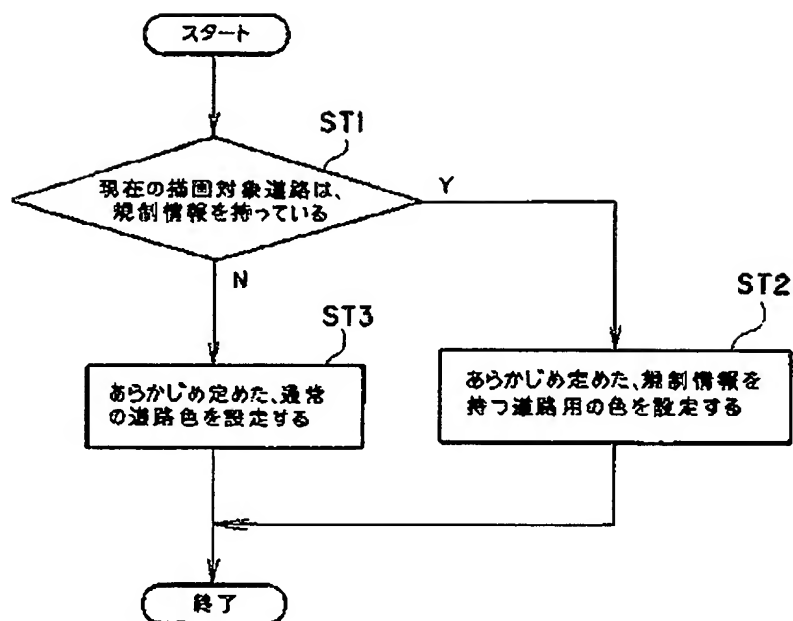 スタート
ST1
現在の描画対象道路は、
規制情報を持っている
Y
N
ST2
ST3
あらかじめ定めた、規制情報を
持つ道路用の色を設定する
あらかじめ定めた、通常
の道路色を設定する
終了